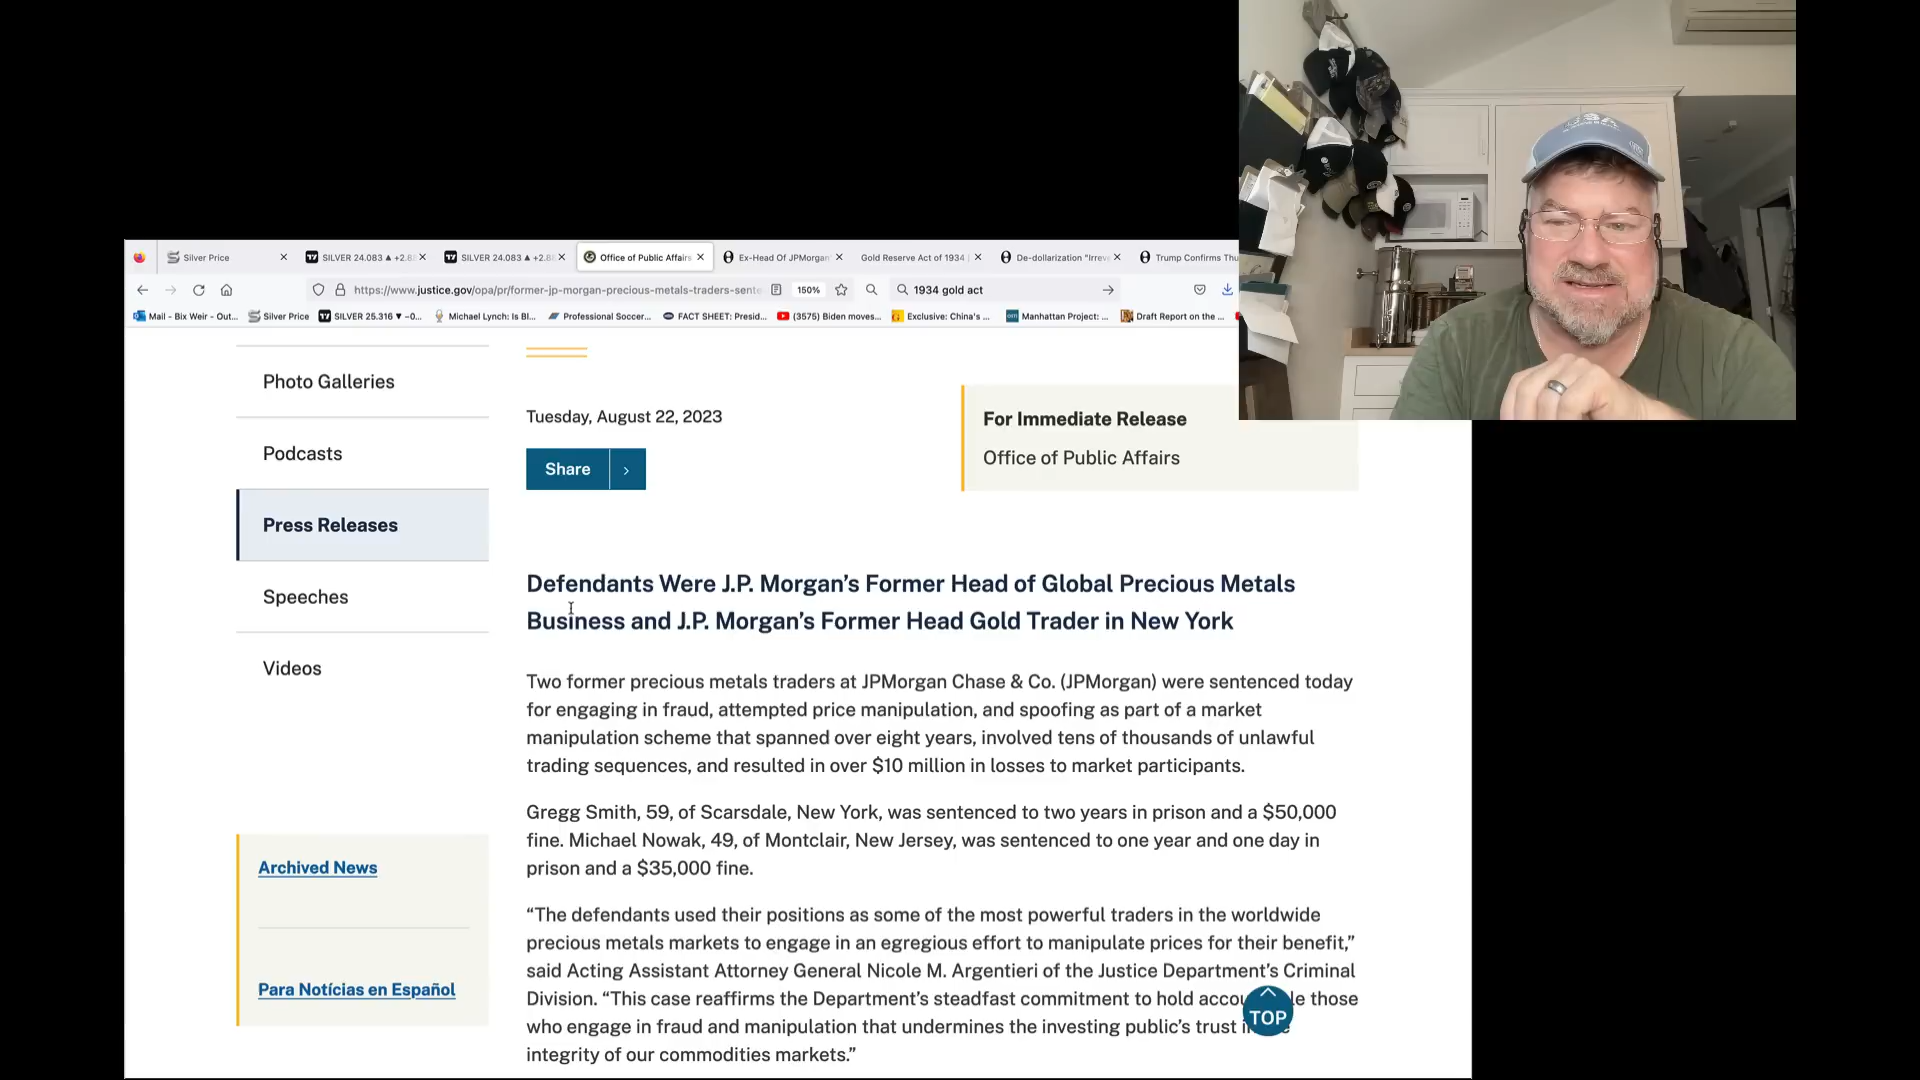 Silver Price
SILVER 24.083 ▲ +2.8
SILVER 24.083 ▲ +2.8
Office of Public Affairs
Ex-Head Of JPMorgan
Gold Reserve Act of 1934
De-dollarization "Irrev
Trump Confirms Thu
https://www.justice.gov/opa/pr/former-jp-morgan-precious-metals-traders-sente
150%
1934 gold act
Mail - Bix Weir - Out...
Silver Price
SILVER 25.316 ▼ −0...
Michael Lynch: Is Bl...
Professional Soccer...
FACT SHEET: Presid...
(3575) Biden moves...
Exclusive: China's ...
Manhattan Project: ...
Draft Report on the ...
Photo Galleries
Podcasts
Press Releases
Speeches
Videos
Archived News
Para Notícias en Español
Tuesday, August 22, 2023
Share
For Immediate Release
Office of Public Affairs
Defendants Were J.P. Morgan’s Former Head of Global Precious Metals
Business and J.P. Morgan’s Former Head Gold Trader in New York
Two former precious metals traders at JPMorgan Chase & Co. (JPMorgan) were sentenced today
for engaging in fraud, attempted price manipulation, and spoofing as part of a market
manipulation scheme that spanned over eight years, involved tens of thousands of unlawful
trading sequences, and resulted in over $10 million in losses to market participants.
Gregg Smith, 59, of Scarsdale, New York, was sentenced to two years in prison and a $50,000
fine. Michael Nowak, 49, of Montclair, New Jersey, was sentenced to one year and one day in
prison and a $35,000 fine.
“The defendants used their positions as some of the most powerful traders in the worldwide
precious metals markets to engage in an egregious effort to manipulate prices for their benefit,”
said Acting Assistant Attorney General Nicole M. Argentieri of the Justice Department’s Criminal
Division. “This case reaffirms the Department’s steadfast commitment to hold those
who engage in fraud and manipulation that undermines the investing public’s trust
integrity of our commodities markets.”
TOP